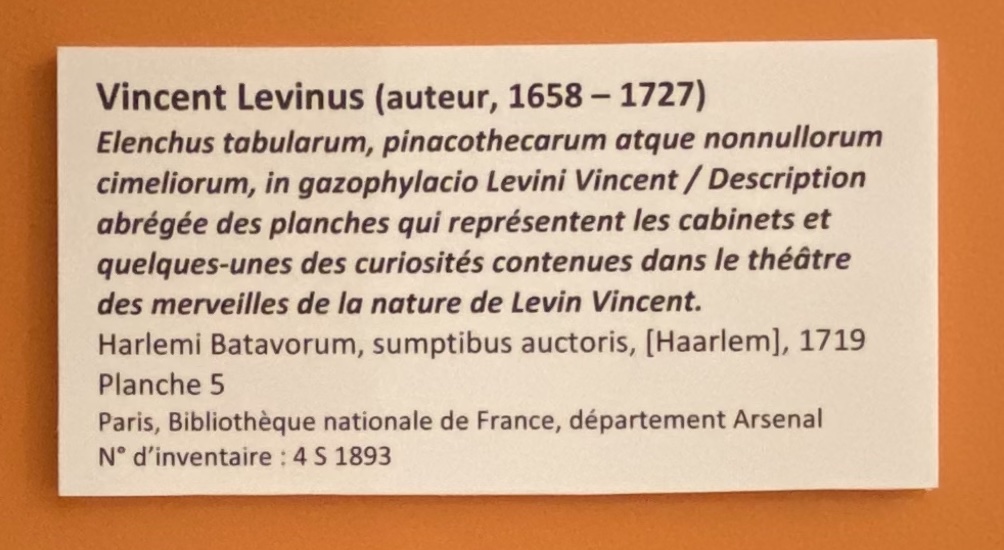 Vincent Levinus (auteur, 1658 – 1727)
Elenchus tabularum, pinacothecarum atque nonnullorum
cimeliorum, in gazophylacio Levini Vincent / Description
abrégée des planches qui représentent les cabinets et
quelques-unes des curiosités contenues dans le théâtre
des merveilles de la nature de Levin Vincent.
Harlemi Batavorum, sumptibus auctoris, [Haarlem], 1719
Planche 5
Paris, Bibliothèque nationale de France, département Arsenal
N° d’inventaire : 4 S 1893